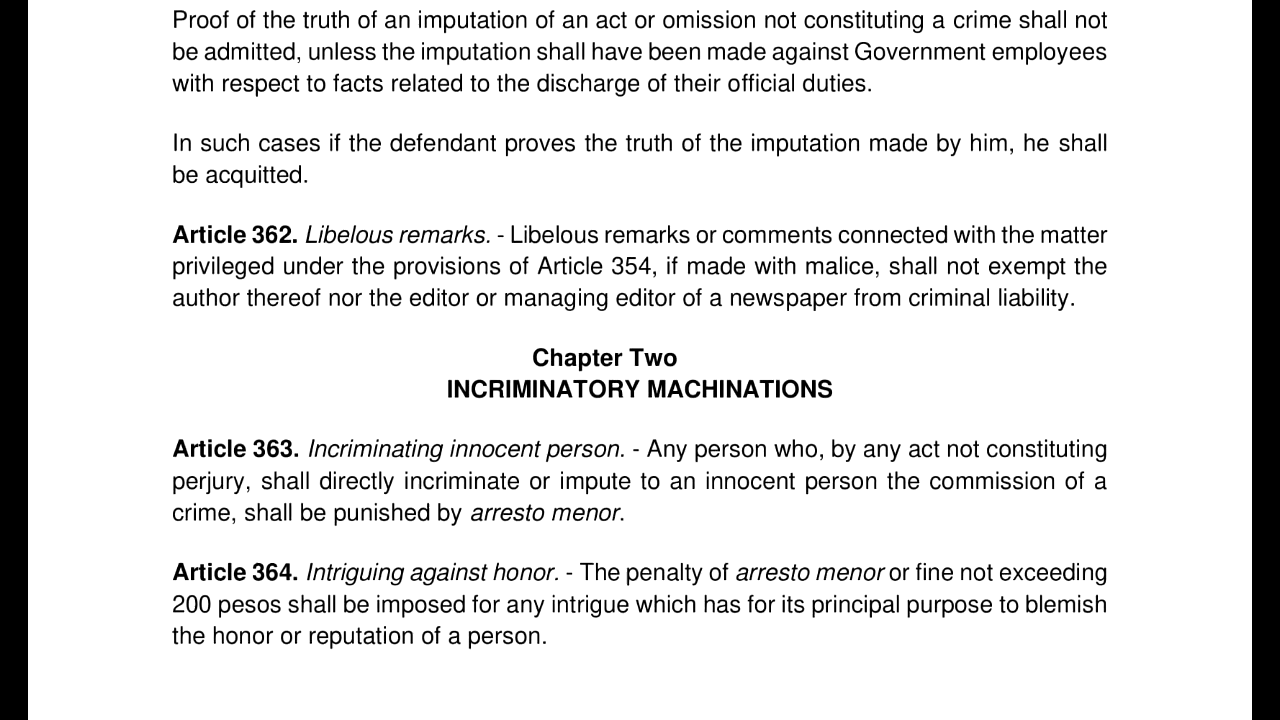 Proof of the truth of an imputation of an act or omission not constituting a crime shall not
be admitted, unless the imputation shall have been made against Government employees
with respect to facts related to the discharge of their official duties.
In such cases if the defendant proves the truth of the imputation made by him, he shall
be acquitted.
Article 362. Libelous remarks. - Libelous remarks or comments connected with the matter
privileged under the provisions of Article 354, if made with malice, shall not exempt the
author thereof nor the editor or managing editor of a newspaper from criminal liability.
Chapter Two
INCRIMINATORY MACHINATIONS
Article 363. Incriminating innocent person. - Any person who, by any act not constituting
perjury, shall directly incriminate or impute to an innocent person the commission of a
crime, shall be punished by arresto menor.
Article 364. Intriguing against honor. - The penalty of arresto menor or fine not exceeding
200 pesos shall be imposed for any intrigue which has for its principal purpose to blemish
the honor or reputation of a person.